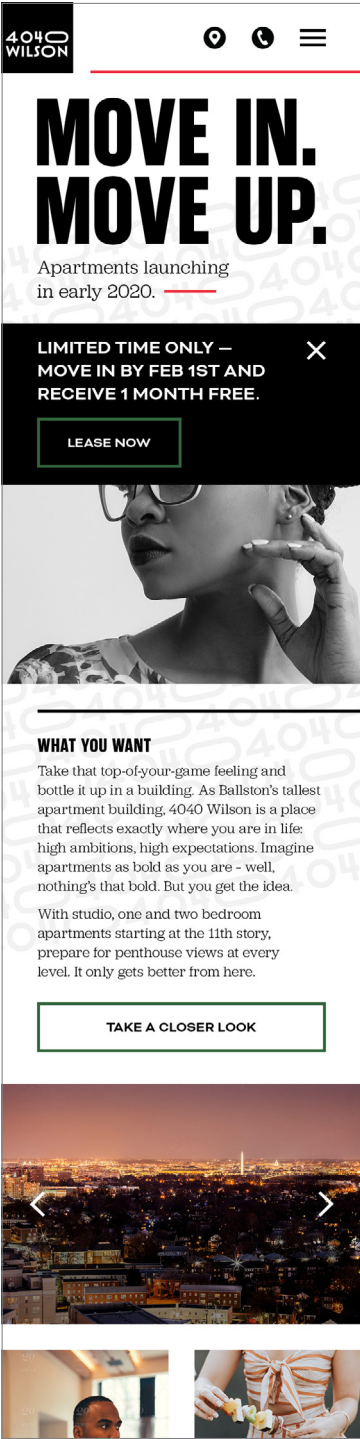 4040
WILSON
MOVE IN.
MOVE UP.
Apartments launching
in early 2020.
LIMITED TIME ONLY —
MOVE IN BY FEB 1ST AND
RECEIVE 1 MONTH FREE.
LEASE NOW
WHAT YOU WANT
Take that top-of-your-game feeling and
bottle it up in a building. As Ballston's tallest
apartment building, 4040 Wilson is a place
that reflects exactly where you are in life:
high ambitions, high expectations. Imagine
apartments as bold as you are – well,
nothing's that bold. But you get the idea.
With studio, one and two bedroom
apartments starting at the 11th story,
prepare for penthouse views at every
level. It only gets better from here.
TAKE A CLOSER LOOK